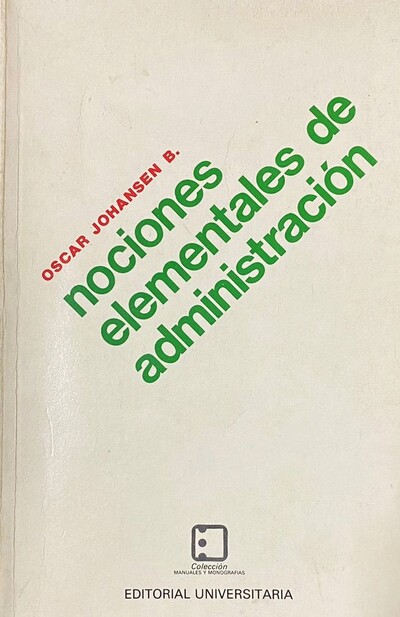 OSCAR JOHANSEN B.
nociones
elementales de
administración
Colección
MANUALES Y MONOGRAFIAS
EDITORIAL UNIVERSITARIA